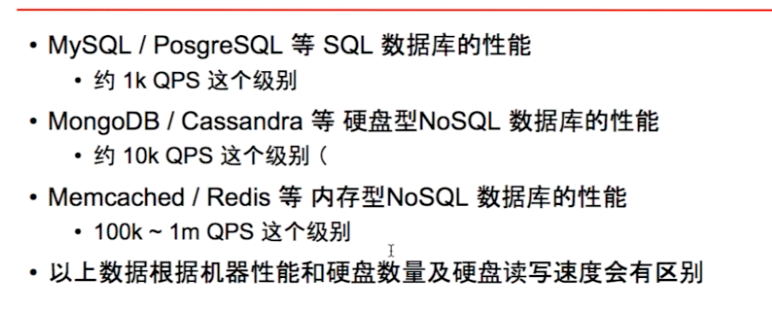 • MySQL / PosgreSQL 等 SQL 数据库的性能
• 约 1k QPS 这个级别
• MongoDB / Cassandra 等 硬盘型NoSQL 数据库的性能
• 约 10k QPS 这个级别 (
• Memcached / Redis 等 内存型NoSQL 数据库的性能
• 100k ~ 1m QPS 这个级别
• 以上数据根据机器性能和硬盘数量及硬盘读写速度会有区别